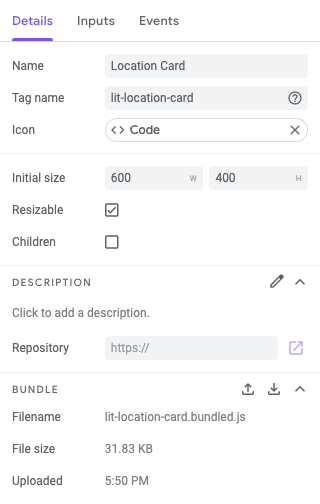 Details Inputs Events
Name Location Card
Tag name lit-location-card
Icon Code
Initial size 600 W 400 H
Resizable
Children
DESCRIPTION
Click to add a description.
Repository https://
BUNDLE
Filename lit-location-card.bundled.js
File size 31.83 KB
Uploaded 5:50 PM